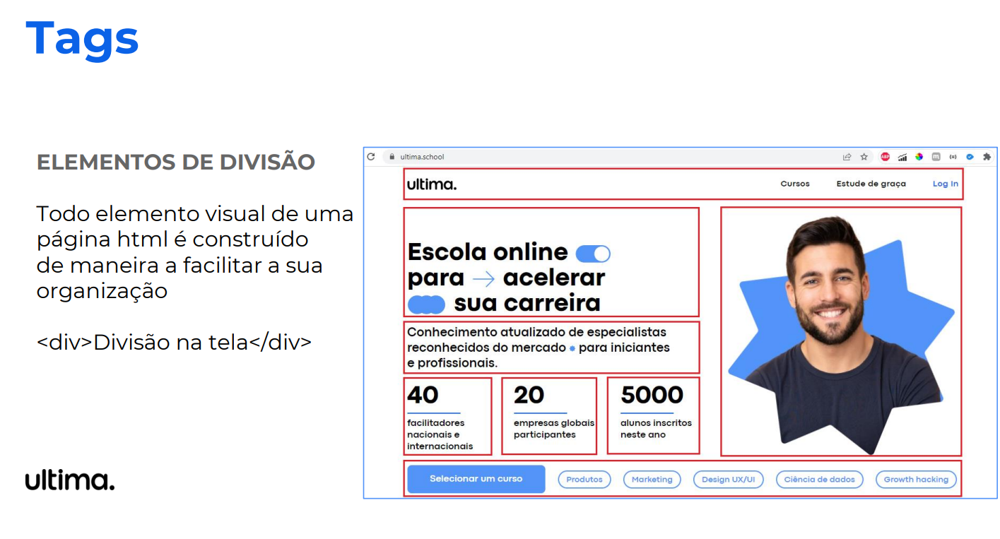 Tags
ELEMENTOS DE DIVISÃO
Todo elemento visual de uma
página html é construído
de maneira a facilitar a sua
organização
<div>Divisão na tela</div>
ultima.
ultima.school
ABP
m
{=}
ultima.
Cursos
Estude de graça
Log In
Escola online
para → acelerar
sua carreira
Conhecimento atualizado de especialistas
reconhecidos do mercado para iniciantes
e profissionais.
40
facilitadores
nacionais e
internacionais
20
empresas globais
participantes
5000
alunos inscritos
neste ano
Selecionar um curso
Produtos
Marketing
Design UX/UI
Ciência de dados
Growth hacking